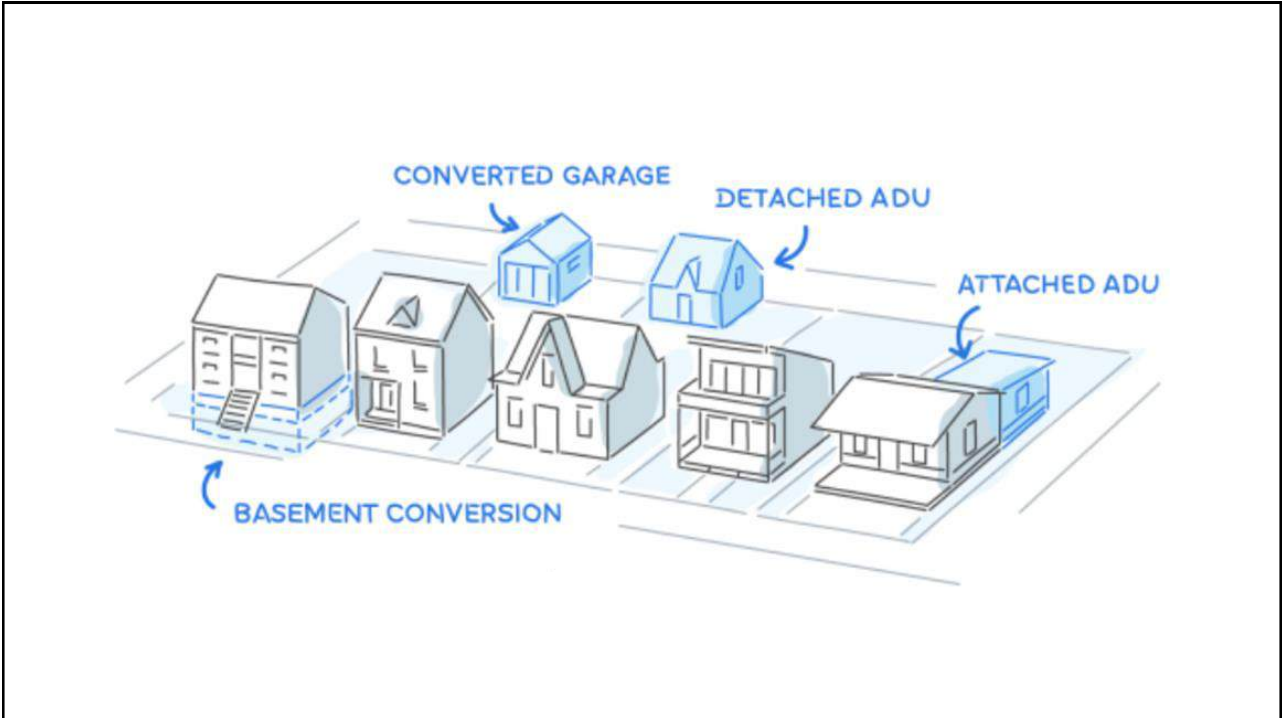 CONVERTED GARAGE
DETACHED ADU
ATTACHED ADU
BASEMENT CONVERSION